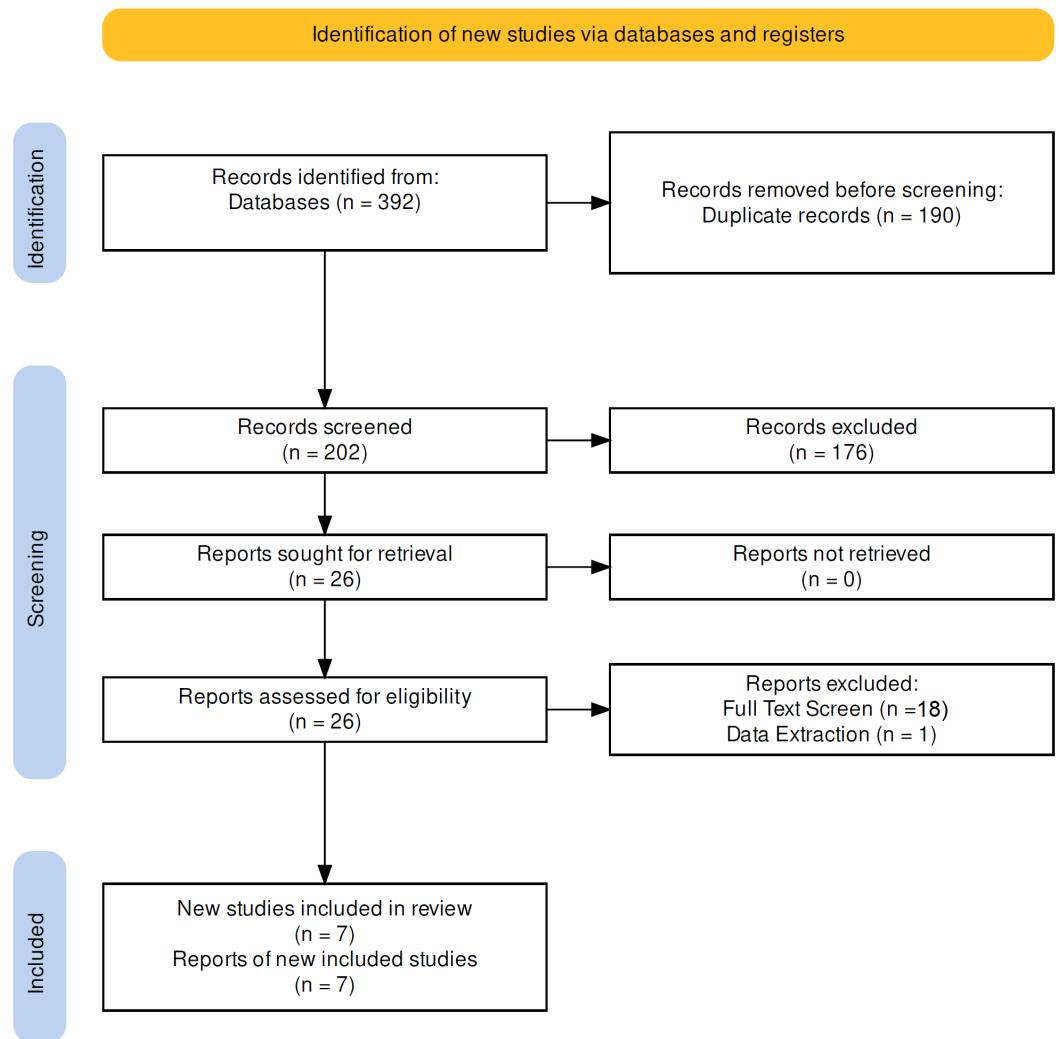 Identification of new studies via databases and registers
Identification
Records identified from:
Databases (n = 392)
Records removed before screening:
Duplicate records (n = 190)
Screening
Records screened
(n = 202)
Records excluded
(n = 176)
Reports sought for retrieval
(n = 26)
Reports not retrieved
(n = 0)
Reports assessed for eligibility
(n = 26)
Reports excluded:
Full Text Screen (n =18)
Data Extraction (n = 1)
Included
New studies included in review
(n = 7)
Reports of new included studies
(n = 7)